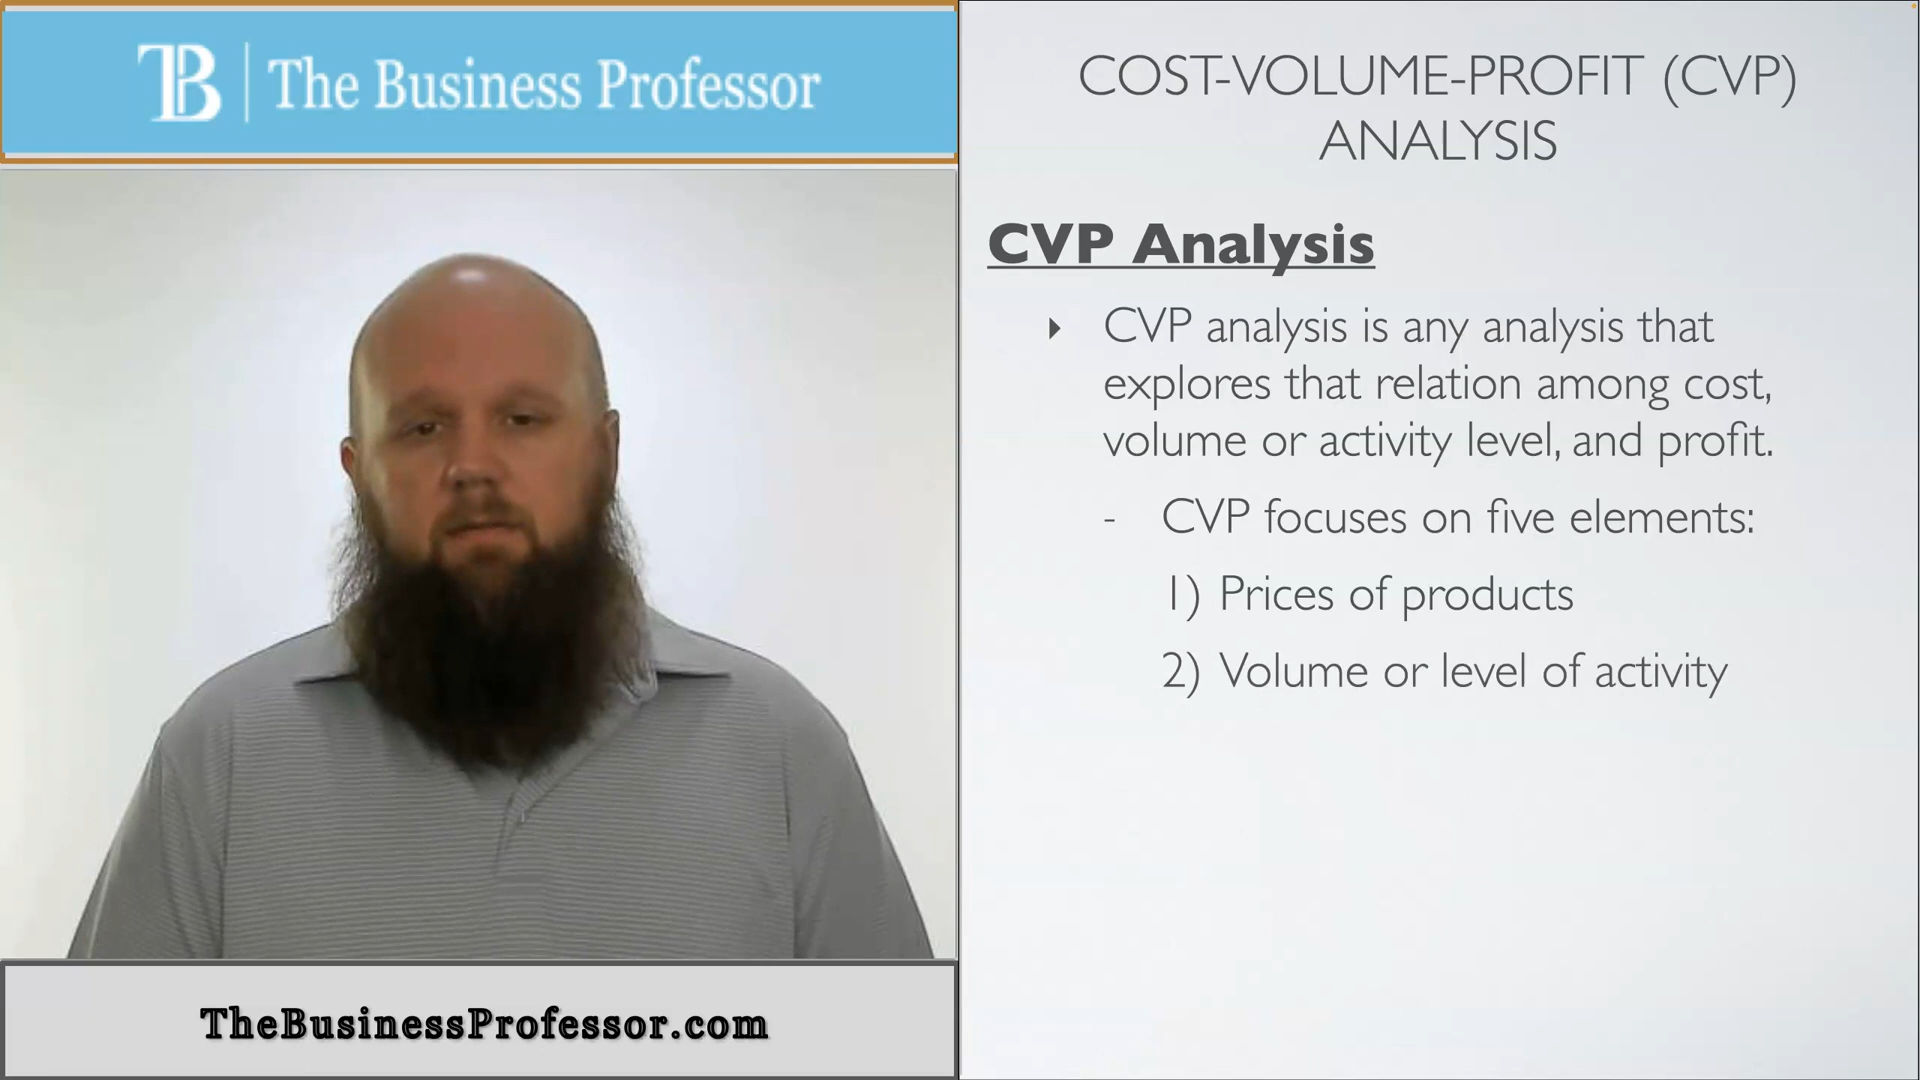 TB | The Business Professor
COST-VOLUME-PROFIT (CVP)
ANALYSIS
CVP Analysis
‣ CVP analysis is any analysis that
explores that relation among cost,
volume or activity level, and profit.
- CVP focuses on five elements:
1) Prices of products
2) Volume or level of activity
TheBusinessProfessor.com